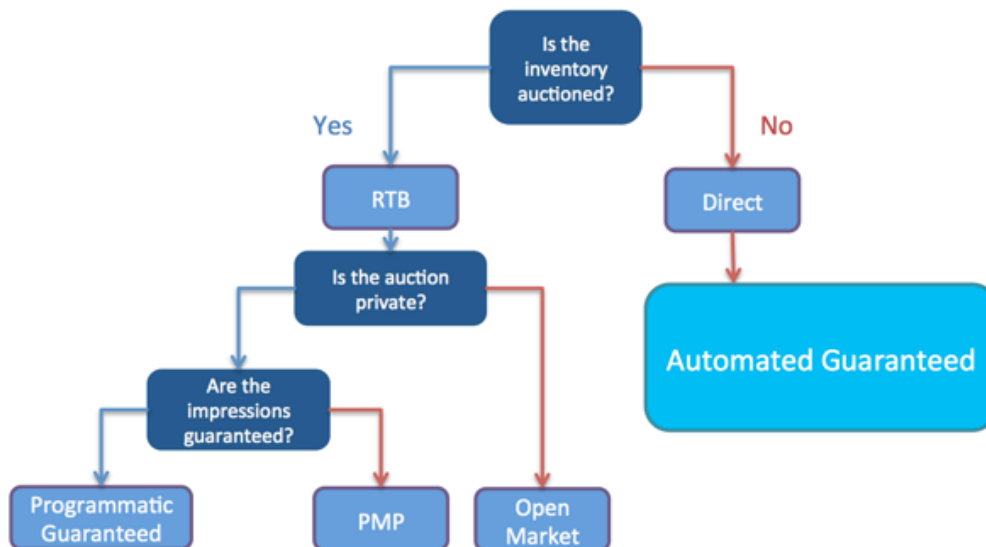 Is the
inventory
auctioned?
Yes
No
RTB
Direct
Is the auction
private?
Automated Guaranteed
Are the
impressions
guaranteed?
Programmatic
Guaranteed
PMP
Open
Market